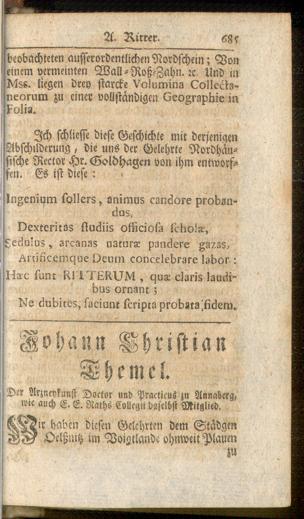 A. Ritter. 685
beobachteten ausserordentlichen Nordschein; Von
einem vermeinten Wall-Roß-Zahn. ꝛc. Und in
Mss. liegen drey starcke Volumina Collecta-
neorum zu einer vollständigen Geographie in
Folia.
Ich schliesse diese Geschichte mit derjenigen
Abschilderung, die uns der Gelehrte Nordhäu-
sische Rector Hr. Goldhagen von ihm entworf-
fen. Es ist diese:
Ingenium sollers, animus candore proban-
dus,
Dexteritas studiis officiosa scholæ,
Sedulus, arcanas naturæ pandere gazas,
Artificemque Deum concelebrare labor:
Hæc sunt RITTERUM, quæ claris laudi-
bus ornant;
Ne dubites, faciunt scripta probata fidem.
Johann Christian
Themel.
Der Arzneykunst Doctor und Practicus zu Annaberg,
wie auch E. E. Raths Collegii daselbst Mitglied.
Wir haben diesen Gelehrten dem Städgen
Oelßnitz im Voigtlande ohnweit Plauen
zu